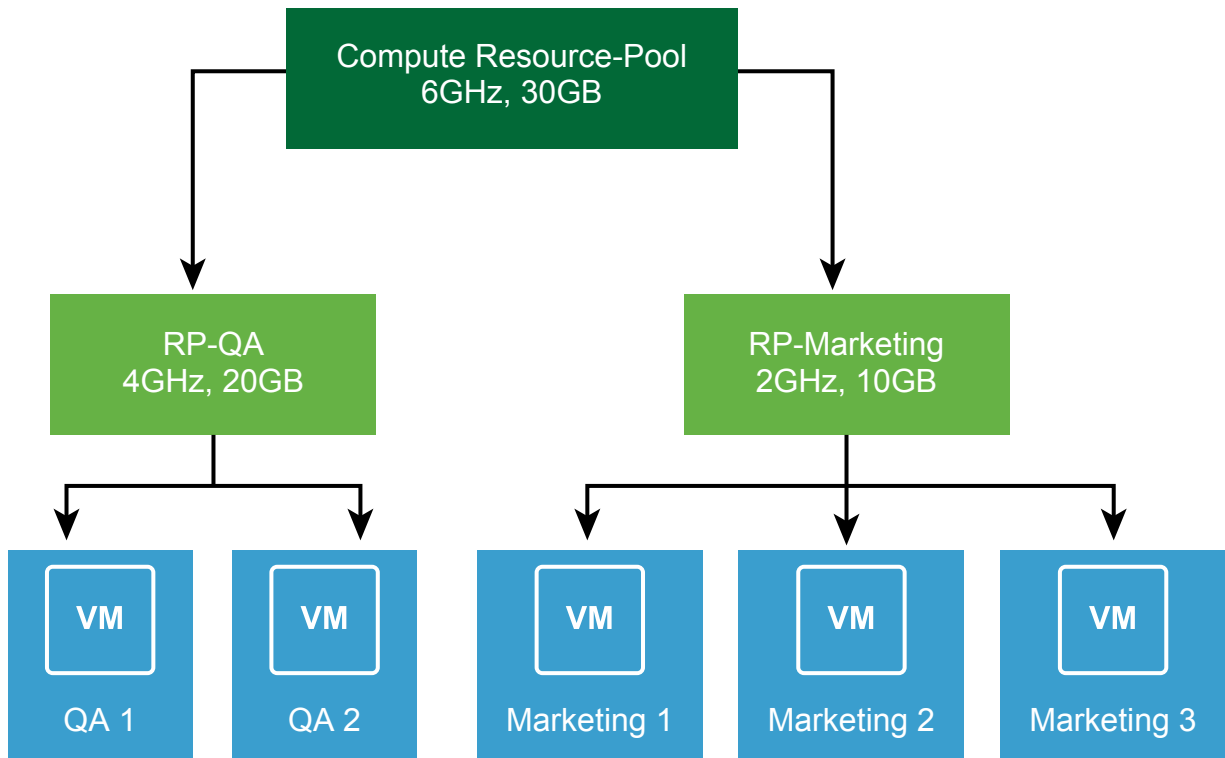 Compute Resource-Pool
6GHz, 30GB
RP-QA
4GHz, 20GB
RP-Marketing
2GHz, 10GB
VM
QA 1
VM
QA 2
VM
Marketing 1
VM
Marketing 2
VM
Marketing 3